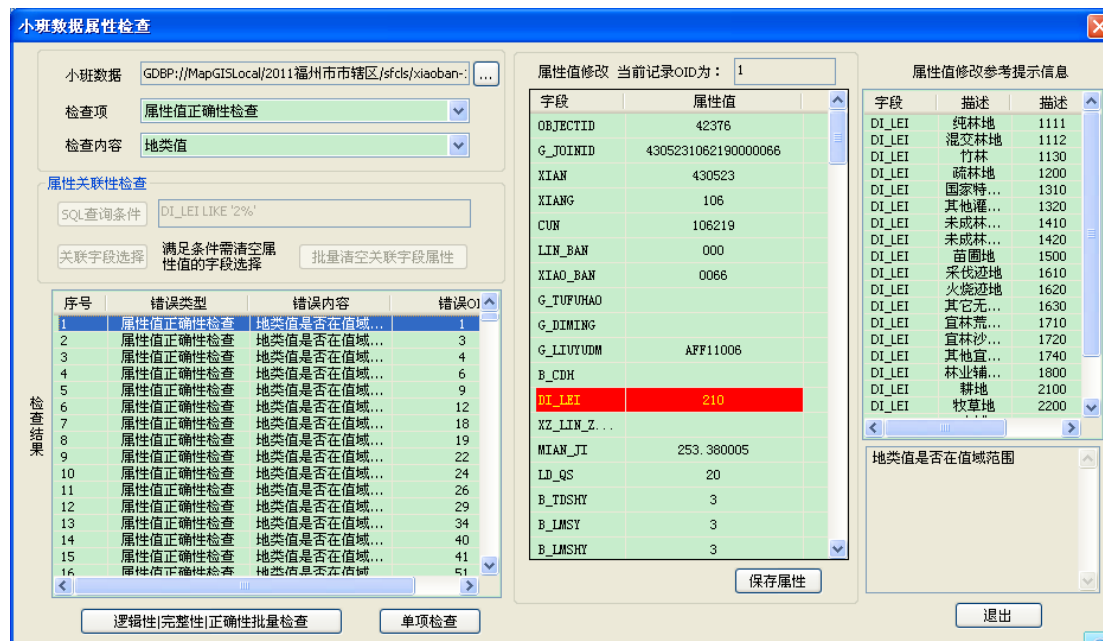 小班数据属性检查
小班数据 GDBP://MapGISLocal/2011福州市市辖区/sfcls/xiaoban-: ...
检查项 属性值正确性检查
检查内容 地类值
属性关联性检查
SQL查询条件 DI_LEI LIKE '2%'
关联字段选择 满足条件需清空属性值的字段选择 批量清空关联字段属性
检查结果
序号 错误类型 错误内容 错误OI
1 属性值正确性检查 地类值是否在值域... 1
2 属性值正确性检查 地类值是否在值域... 3
3 属性值正确性检查 地类值是否在值域... 4
4 属性值正确性检查 地类值是否在值域... 6
5 属性值正确性检查 地类值是否在值域... 9
6 属性值正确性检查 地类值是否在值域... 12
7 属性值正确性检查 地类值是否在值域... 18
8 属性值正确性检查 地类值是否在值域... 19
9 属性值正确性检查 地类值是否在值域... 22
10 属性值正确性检查 地类值是否在值域... 24
11 属性值正确性检查 地类值是否在值域... 26
12 属性值正确性检查 地类值是否在值域... 29
13 属性值正确性检查 地类值是否在值域... 34
14 属性值正确性检查 地类值是否在值域... 40
15 属性值正确性检查 地类值是否在值域... 41
16 属性值正确性检查 地类值是否在值域... 51
逻辑性|完整性|正确性批量检查 单项检查
属性值修改 当前记录OID为： 1
字段 属性值
OBJECTID 42376
G_JOINID 4305231062190000066
XIAN 430523
XIANG 106
CUN 106219
LIN_BAN 000
XIAO_BAN 0066
G_TUFUHAO
G_DIMING
G_LIUYUDM AFF11006
B_CDH
DI_LEI 210
XZ_LIN_Z...
MIAN_JI 253.380005
LD_QS 20
B_TDSHY 3
B_LMSY 3
B_LMSHY 3
保存属性
属性值修改参考提示信息
字段 描述 描述
DI_LEI 纯林地 1111
DI_LEI 混交林地 1112
DI_LEI 竹林 1130
DI_LEI 疏林地 1200
DI_LEI 国家特... 1310
DI_LEI 其他灌... 1320
DI_LEI 未成林... 1410
DI_LEI 未成林... 1420
DI_LEI 苗圃地 1500
DI_LEI 采伐迹地 1610
DI_LEI 火烧迹地 1620
DI_LEI 其它无... 1630
DI_LEI 宜林荒... 1710
DI_LEI 宜林沙... 1720
DI_LEI 其他宜... 1740
DI_LEI 林业辅... 1800
DI_LEI 耕地 2100
DI_LEI 牧草地 2200
地类值是否在值域范围
退出